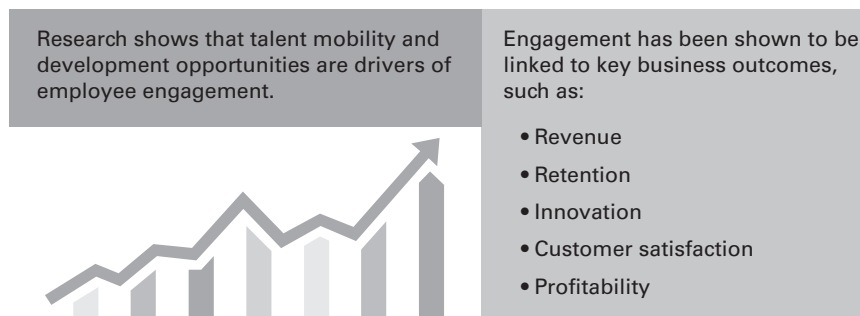 Research shows that talent mobility and
development opportunities are drivers of
employee engagement.
Engagement has been shown to be
linked to key business outcomes,
such as:
• Revenue
• Retention
• Innovation
• Customer satisfaction
• Profitability